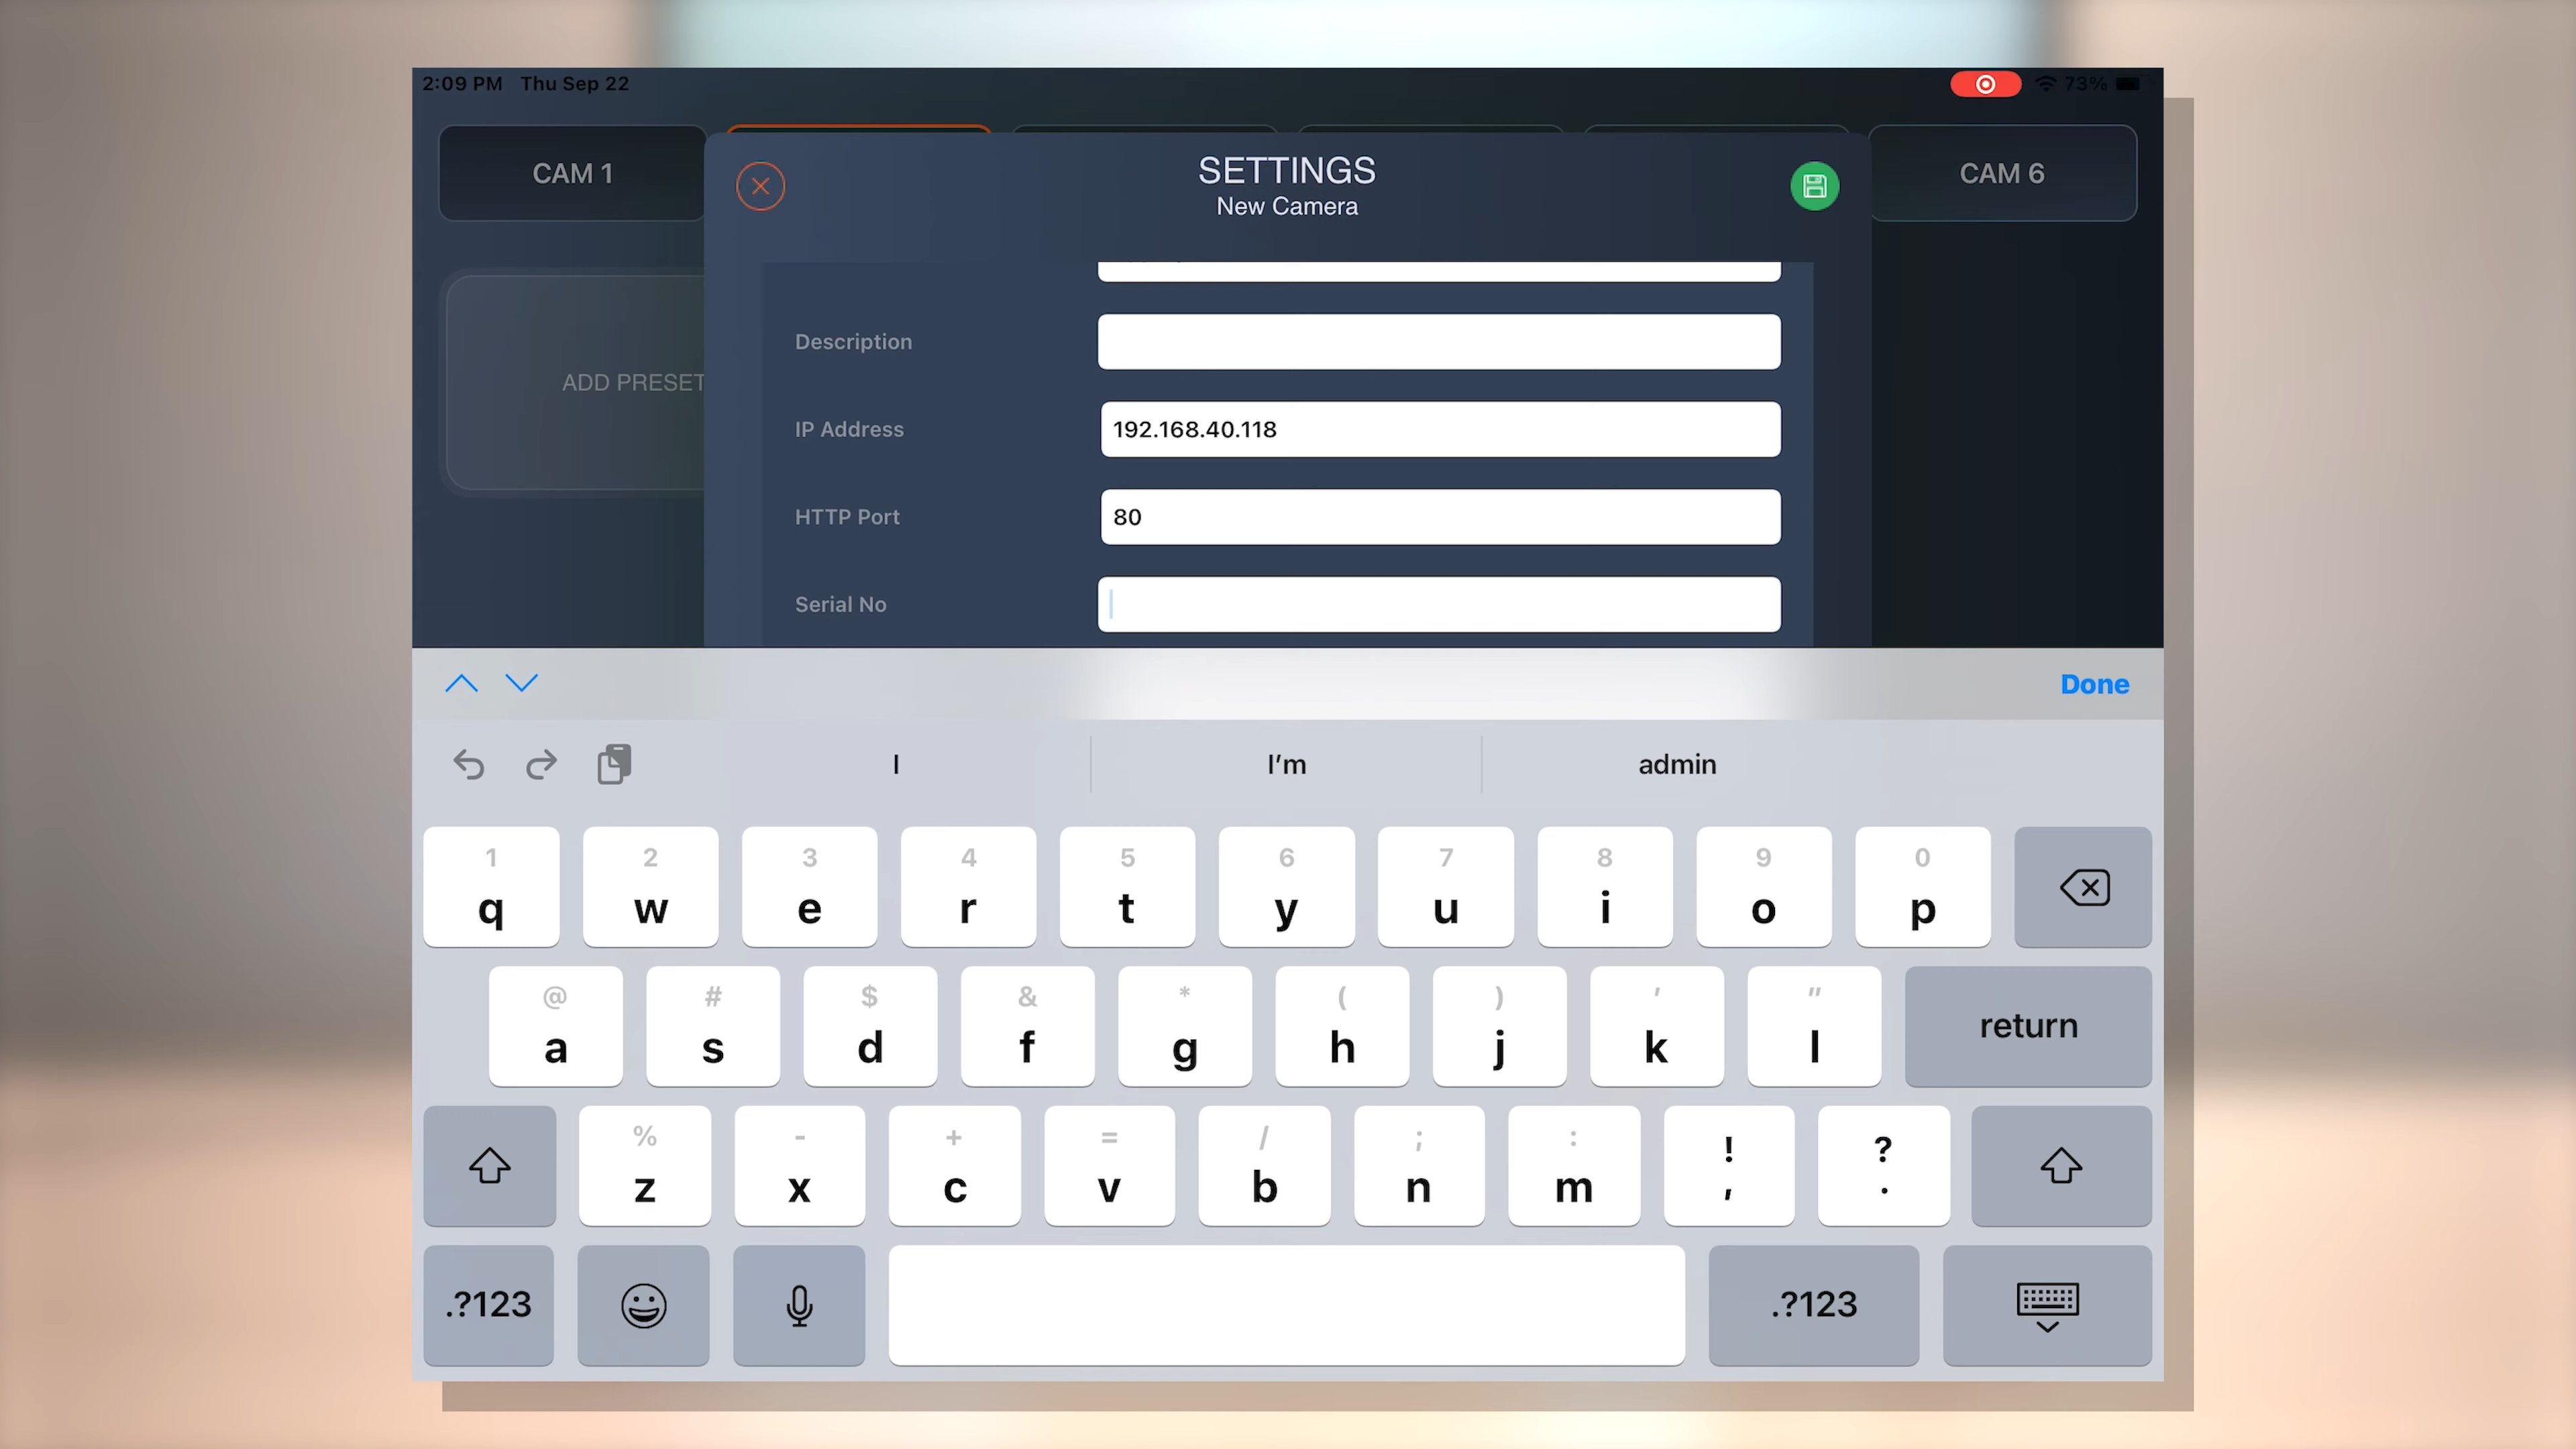 2:09 PM Thu Sep 22
73%
CAM 1
SETTINGS
New Camera
CAM 6
Description
ADD PRESET
IP Address
192.168.40.118
HTTP Port
80
Serial No
Done
I
I'm
admin
1 2 3 4 5 6 7 8 9 0
q w e r t y u i o p
@ # $ & * ( ) ' "
a s d f g h j k l
return
% - + = / ; : ! ?
z x c v b n m , .
.?123
.?123